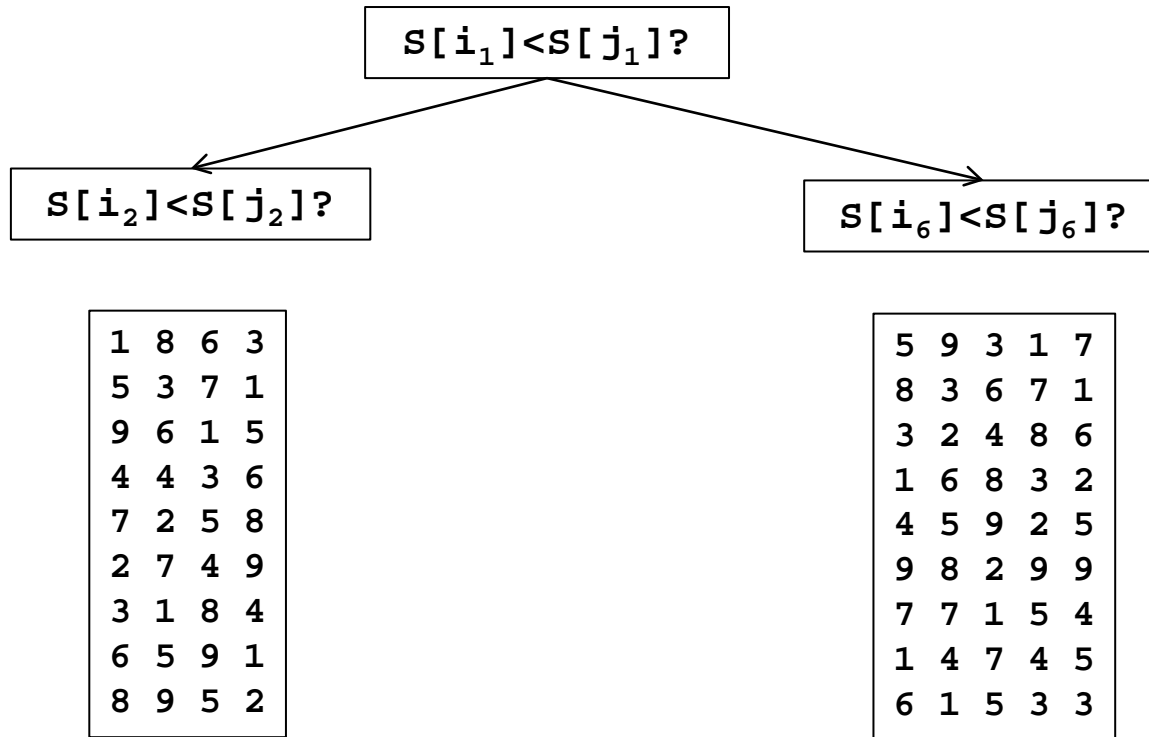 S[i₁]<S[j₁]?
S[i₂]<S[j₂]?
S[i₆]<S[j₆]?
1 8 6 3
5 3 7 1
9 6 1 5
4 4 3 6
7 2 5 8
2 7 4 9
3 1 8 4
6 5 9 1
8 9 5 2
5 9 3 1 7
8 3 6 7 1
3 2 4 8 6
1 6 8 3 2
4 5 9 2 5
9 8 2 9 9
7 7 1 5 4
1 4 7 4 5
6 1 5 3 3